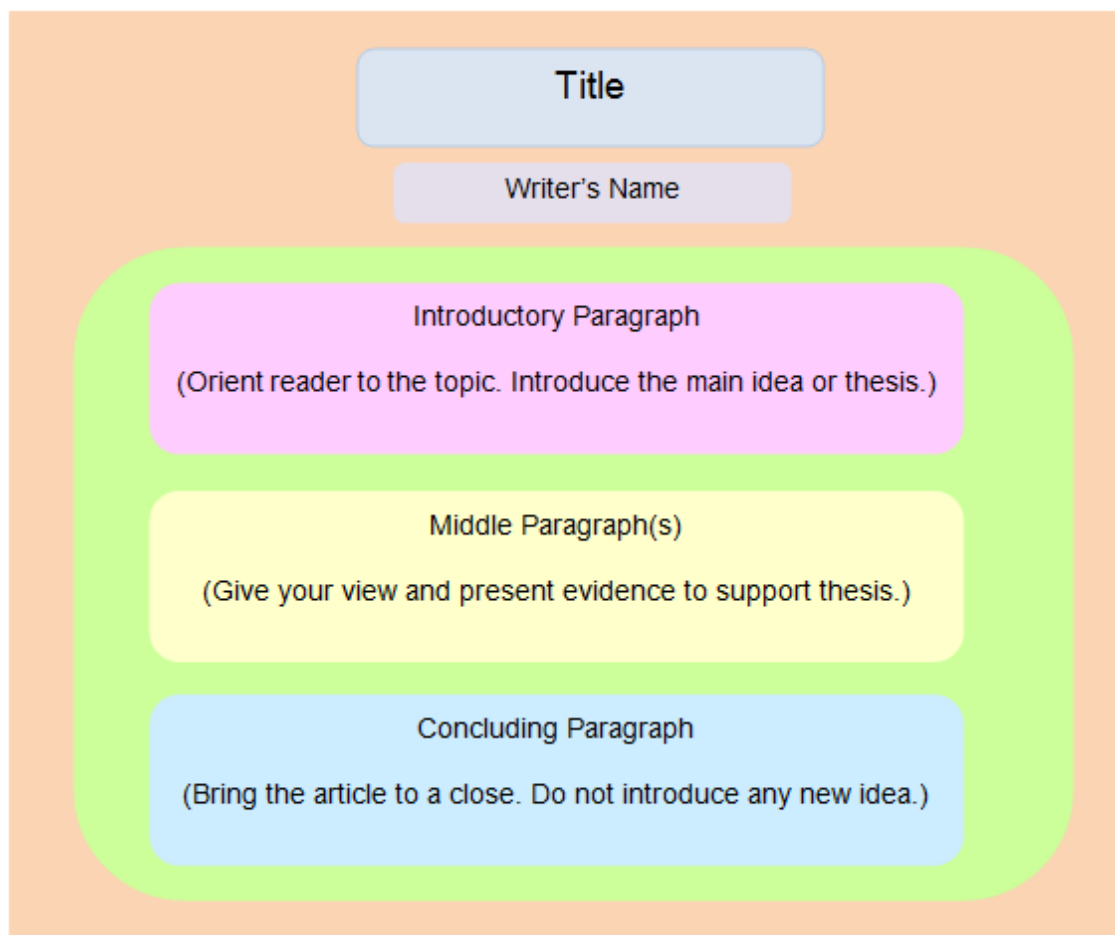 Title
Writer’s Name
Introductory Paragraph
(Orient reader to the topic. Introduce the main idea or thesis.)
Middle Paragraph(s)
(Give your view and present evidence to support thesis.)
Concluding Paragraph
(Bring the article to a close. Do not introduce any new idea.)